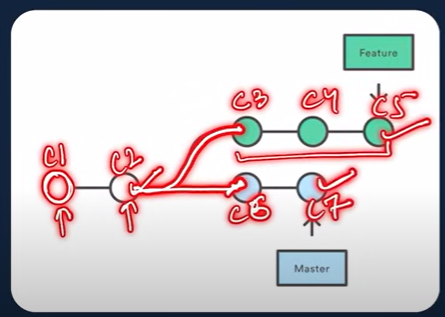 Feature
C3 C4 C5
C1 C2
C6 C7
Master